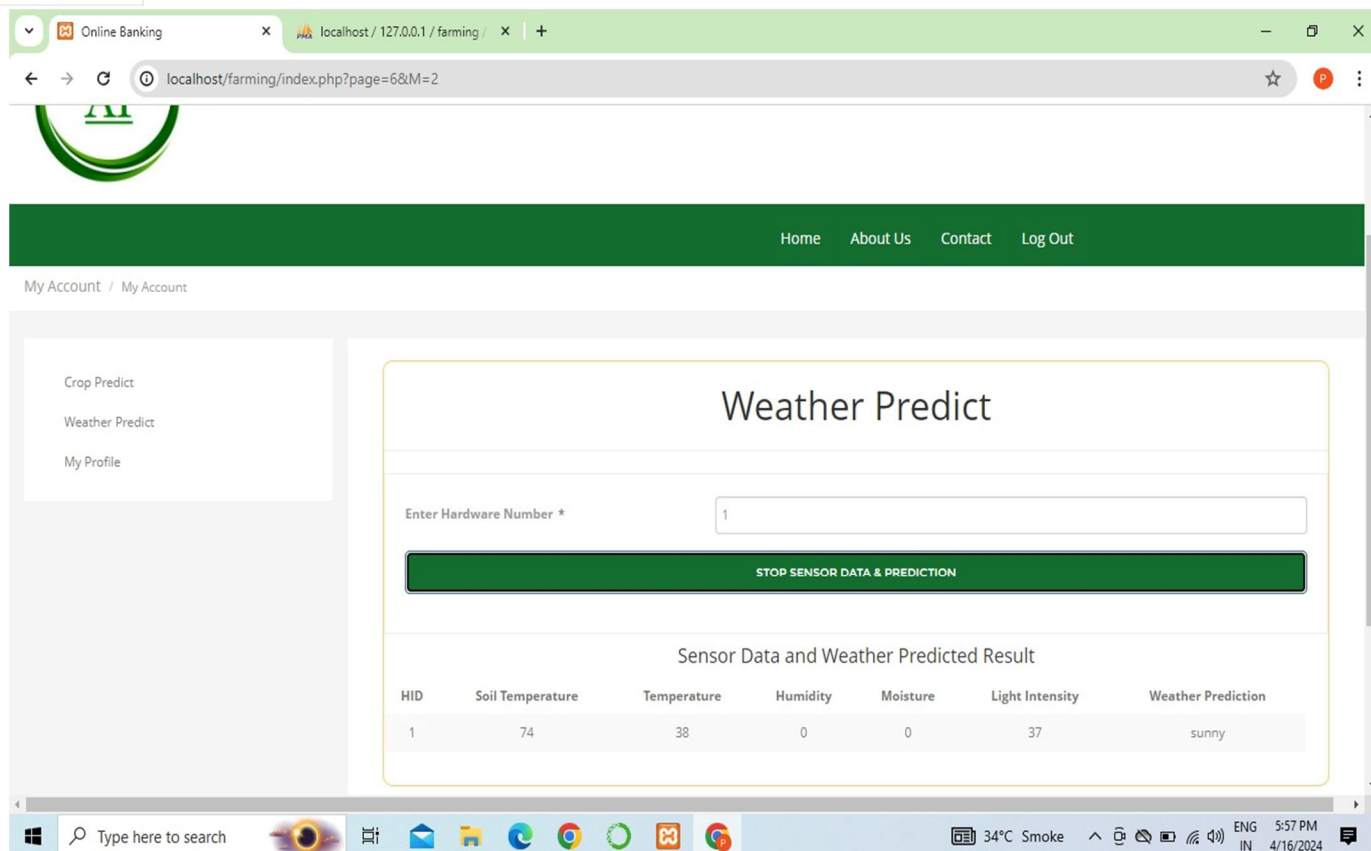 Online Banking
localhost / 127.0.0.1 / farming /
localhost/farming/index.php?page=6&M=2
P
AI
Home About Us Contact Log Out
My Account / My Account
Crop Predict
Weather Predict
My Profile
Weather Predict
Enter Hardware Number *
1
STOP SENSOR DATA & PREDICTION
Sensor Data and Weather Predicted Result
HID Soil Temperature Temperature Humidity Moisture Light Intensity Weather Prediction
1 74 38 0 0 37 sunny
Type here to search
34°C Smoke
ENG
IN
5:57 PM
4/16/2024